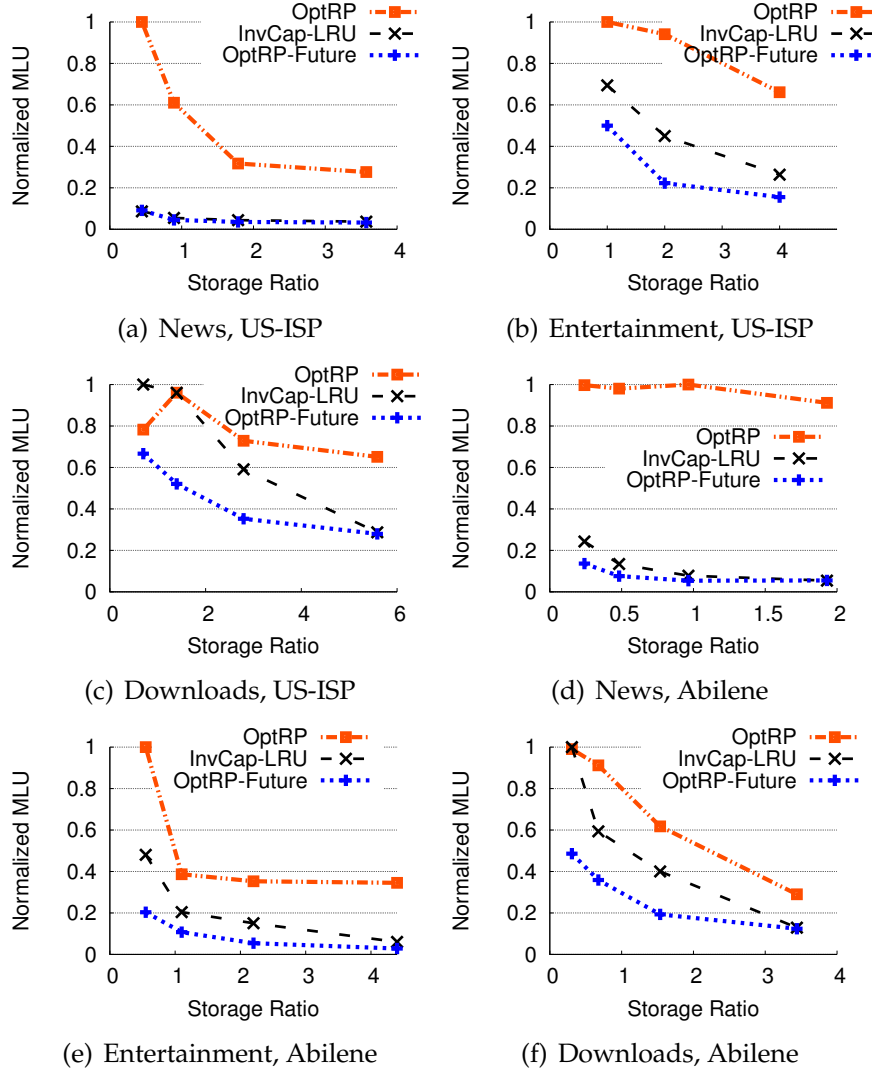 OptRP
InvCap-LRU
OptRP-Future
Normalized MLU
1
0.8
0.6
0.4
0.2
0
0 1 2 3 4
Storage Ratio
(a) News, US-ISP
OptRP
InvCap-LRU
OptRP-Future
Normalized MLU
1
0.8
0.6
0.4
0.2
0
0 1 2 3 4
Storage Ratio
(b) Entertainment, US-ISP
OptRP
InvCap-LRU
OptRP-Future
Normalized MLU
1
0.8
0.6
0.4
0.2
0
0 2 4 6
Storage Ratio
(c) Downloads, US-ISP
OptRP
InvCap-LRU
OptRP-Future
Normalized MLU
1
0.8
0.6
0.4
0.2
0
0 0.5 1 1.5 2
Storage Ratio
(d) News, Abilene
OptRP
InvCap-LRU
OptRP-Future
Normalized MLU
1
0.8
0.6
0.4
0.2
0
0 1 2 3 4
Storage Ratio
(e) Entertainment, Abilene
OptRP
InvCap-LRU
OptRP-Future
Normalized MLU
1
0.8
0.6
0.4
0.2
0
0 1 2 3 4
Storage Ratio
(f) Downloads, Abilene